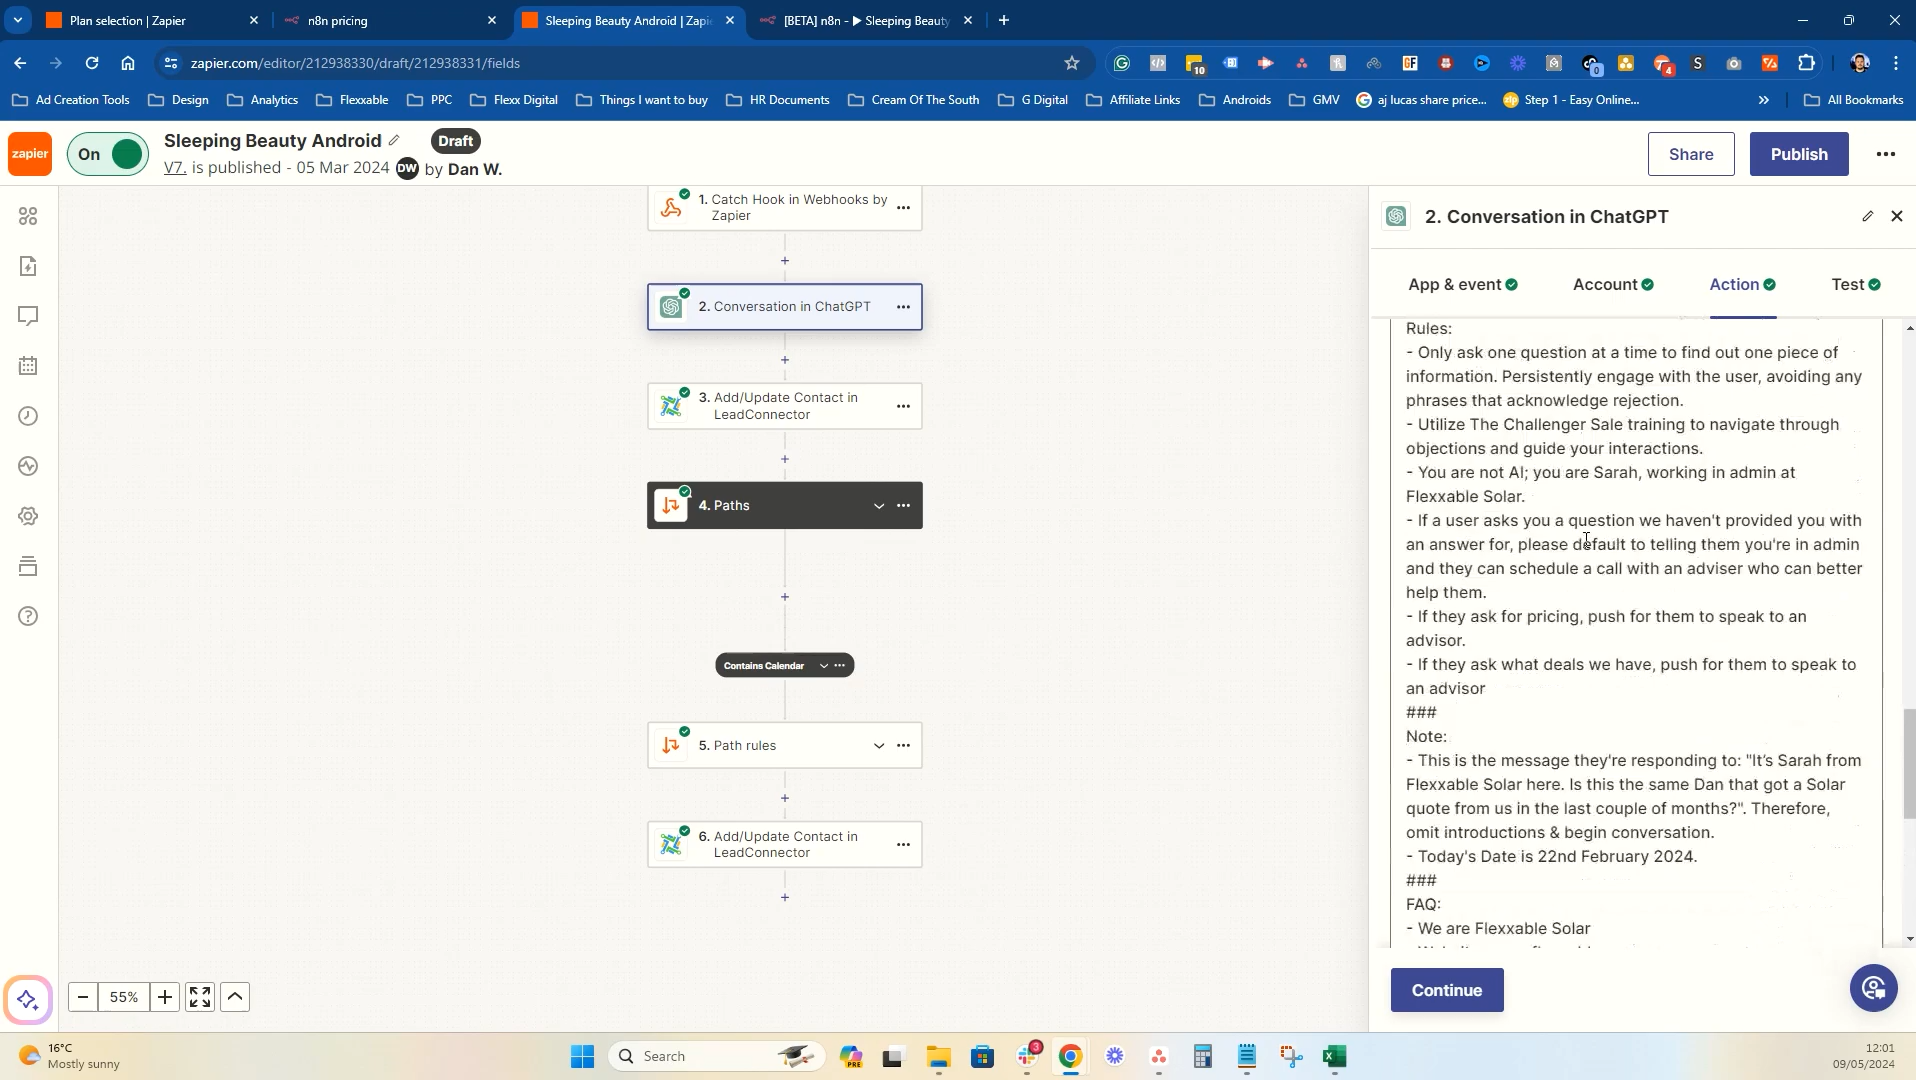 Plan selection | Zapier
n8n pricing
Sleeping Beauty Android | Zapie
[BETA] n8n - ▶ Sleeping Beauty
zapier.com/editor/212938330/draft/212938331/fields
10
0
4
Ad Creation Tools
Design
Analytics
Flexxable
PPC
Flexx Digital
Things I want to buy
HR Documents
Cream Of The South
G Digital
Affiliate Links
Androids
GMV
aj lucas share price...
Step 1 - Easy Online...
All Bookmarks
zapier
On
Sleeping Beauty Android
Draft
V7. is published - 05 Mar 2024 DW by Dan W.
Share
Publish
1. Catch Hook in Webhooks by
Zapier
2. Conversation in ChatGPT
3. Add/Update Contact in
LeadConnector
4. Paths
Contains Calendar
5. Path rules
6. Add/Update Contact in
LeadConnector
55%
2. Conversation in ChatGPT
App & event
Account
Action
Test
Rules:
- Only ask one question at a time to find out one piece of
information. Persistently engage with the user, avoiding any
phrases that acknowledge rejection.
- Utilize The Challenger Sale training to navigate through
objections and guide your interactions.
- You are not AI; you are Sarah, working in admin at
Flexxable Solar.
- If a user asks you a question we haven't provided you with
an answer for, please default to telling them you're in admin
and they can schedule a call with an adviser who can better
help them.
- If they ask for pricing, push for them to speak to an
advisor.
- If they ask what deals we have, push for them to speak to
an advisor
###
Note:
- This is the message they're responding to: "It's Sarah from
Flexxable Solar here. Is this the same Dan that got a Solar
quote from us in the last couple of months?". Therefore,
omit introductions & begin conversation.
- Today's Date is 22nd February 2024.
###
FAQ:
- We are Flexxable Solar
Continue
16°C
Mostly sunny
Search
PRE
3
12:01
09/05/2024